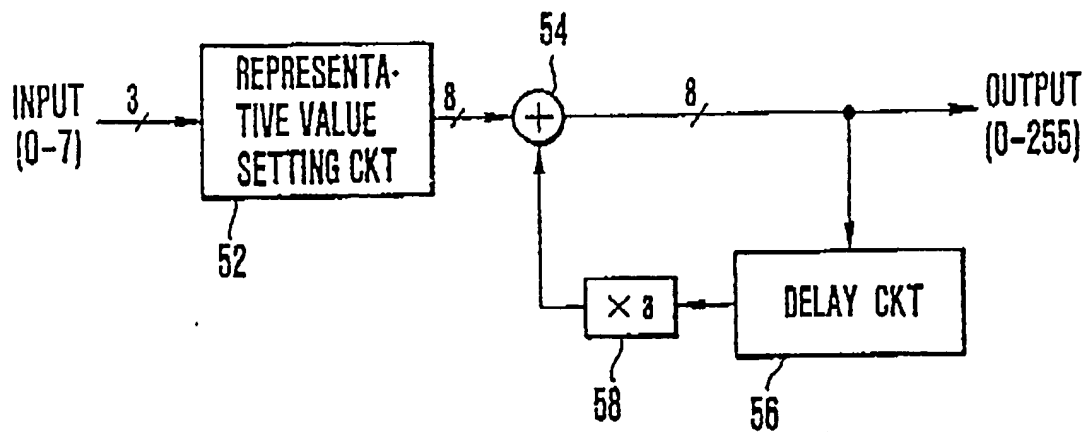 54
INPUT
(0-7)
3
REPRESENTA-
TIVE VALUE
SETTING CKT
8
+
8
OUTPUT
(0-255)
52
× a
DELAY CKT
58
56